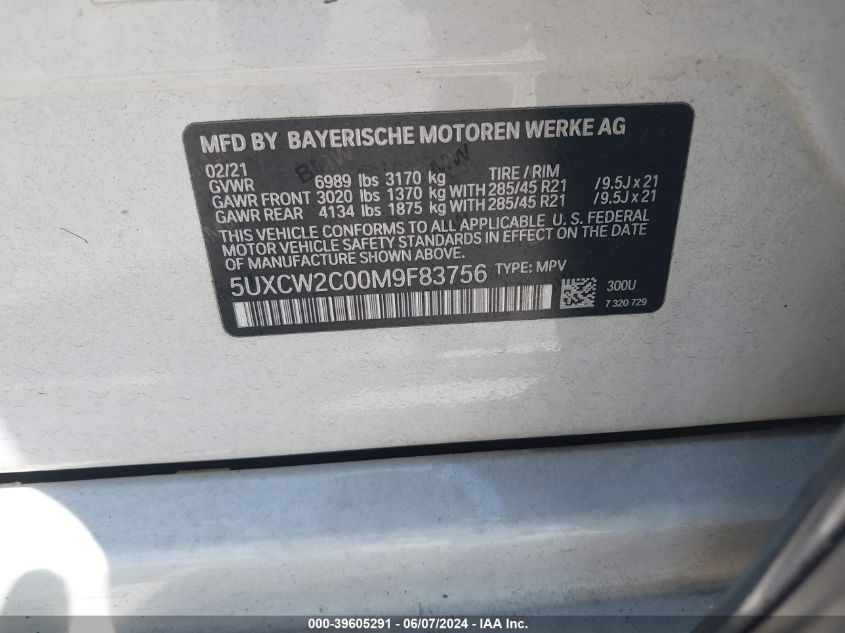 MFD BY BAYERISCHE MOTOREN WERKE AG
02/21 TIRE / RIM
GVWR 6989 lbs 3170 kg
GAWR FRONT 3020 lbs 1370 kg WITH 285/45 R21 / 9.5J x 21
GAWR REAR 4134 lbs 1875 kg WITH 285/45 R21 / 9.5J x 21
THIS VEHICLE CONFORMS TO ALL APPLICABLE U. S. FEDERAL
MOTOR VEHICLE SAFETY STANDARDS IN EFFECT ON THE DATE
OF MANUFACTURE SHOWN ABOVE.
5UXCW2C00M9F83756 TYPE: MPV
300U
7 320 729
000-39605291 - 06/07/2024 - IAAI.com